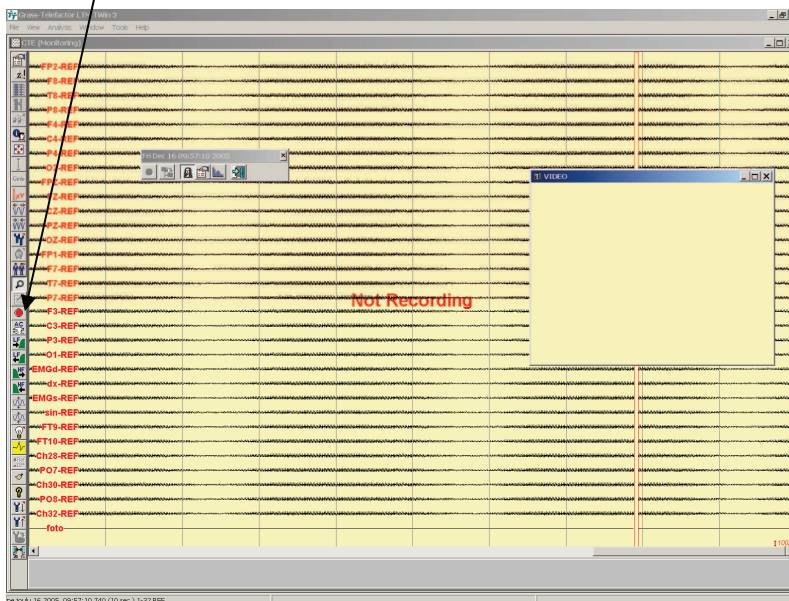 Grass-Telefactor LTM TWin 3
File View Analysis Window Tools Help
CTE (Monitoring)
FP2-REF
F8-REF
T8-REF
P8-REF
F4-REF
C4-REF
P4-REF
Fri Dec 16 09:57:10 2005
O2-REF
VIDEO
FPZ-REF
FZ-REF
CZ-REF
PZ-REF
OZ-REF
FP1-REF
F7-REF
T7-REF
P7-REF
Not Recording
F3-REF
C3-REF
P3-REF
O1-REF
EMGd-REF
dx-REF
EMGs-REF
sin-REF
FT9-REF
FT10-REF
Ch28-REF
PO7-REF
Ch30-REF
PO8-REF
Ch32-REF
foto